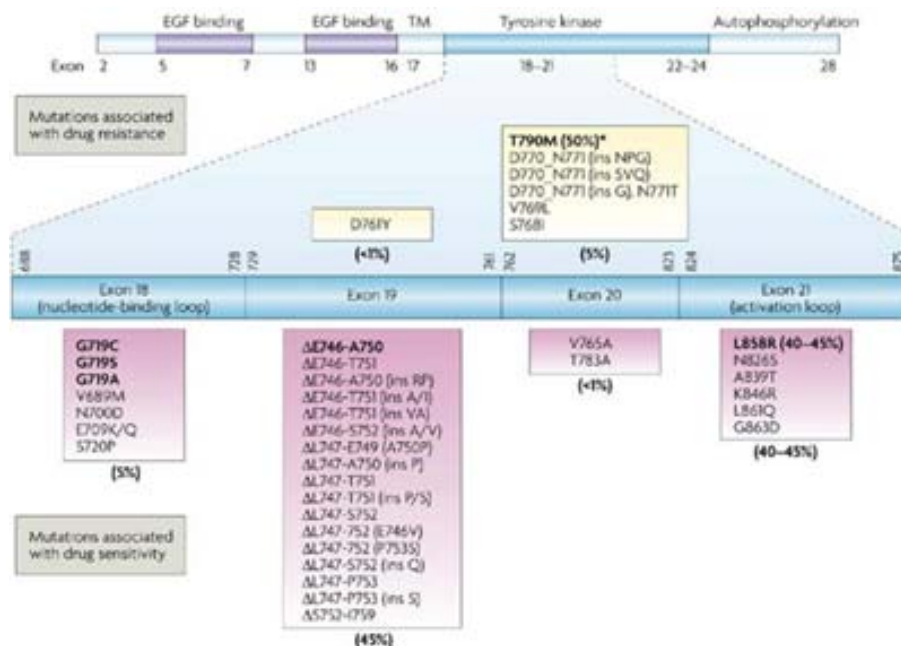 EGF binding EGF binding TM Tyrosine kinase Autophosphorylation
Exon 2 5 7 13 16 17 18–21 22–24 28
Mutations associated
with drug resistance
T790M (50%)*
D770_N771 (ins NPG)
D770_N771 (ins SVQ)
D770_N771 (ins G), N771T
V769L
S768I
(5%)
D761Y
(<1%)
688 728 729 761 762 823 824 875
Exon 18
(nucleotide-binding loop)
Exon 19
Exon 20
Exon 21
(activation loop)
G719C
G719S
G719A
V689M
N700D
E709K/Q
S720P
(5%)
ΔE746-A750
ΔE746-T751
ΔE746-A750 (ins RP)
ΔE746-T751 (ins A/I)
ΔE746-T751 (ins VA)
ΔE746-S752 (ins A/V)
ΔL747-E749 (A750P)
ΔL747-A750 (ins P)
ΔL747-T751
ΔL747-T751 (ins P/S)
ΔL747-S752
ΔL747-752 (E746V)
ΔL747-752 (P753S)
ΔL747-S752 (ins Q)
ΔL747-P753
ΔL747-P753 (ins S)
ΔS752-I759
(45%)
V765A
T783A
(<1%)
L858R (40–45%)
N826S
A839T
K846R
L861Q
G863D
(40–45%)
Mutations associated
with drug sensitivity